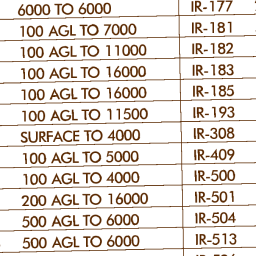 6000 TO 6000 IR-177
100 AGL TO 7000 IR-181
100 AGL TO 11000 IR-182
100 AGL TO 16000 IR-183
100 AGL TO 16000 IR-185
100 AGL TO 11500 IR-193
SURFACE TO 4000 IR-308
100 AGL TO 5000 IR-409
100 AGL TO 4000 IR-500
200 AGL TO 16000 IR-501
500 AGL TO 6000 IR-504
500 AGL TO 6000 IR-513